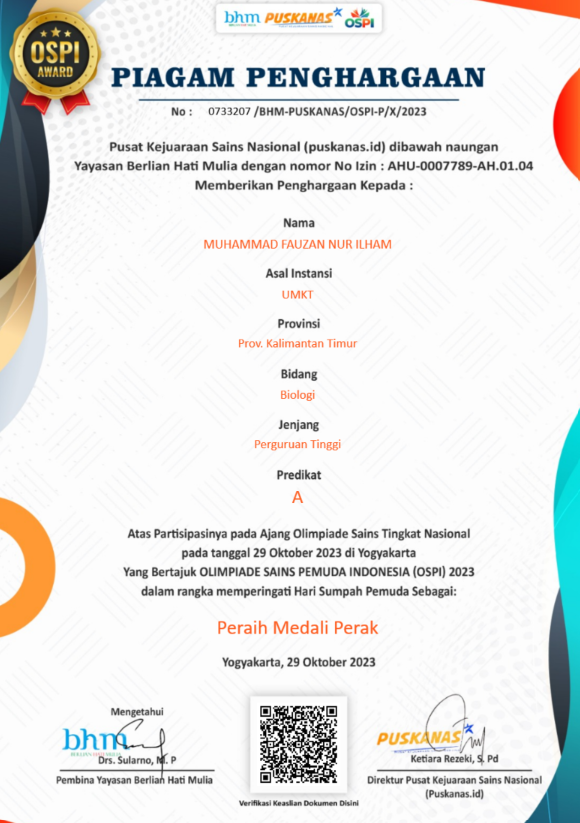 bhm PUSKANAS OSPI
OSPI
AWARD
PIAGAM PENGHARGAAN
No : 0733207 /BHM-PUSKANAS/OSPI-P/X/2023
Pusat Kejuaraan Sains Nasional (puskanas.id) dibawah naungan
Yayasan Berlian Hati Mulia dengan nomor No Izin : AHU-0007789-AH.01.04
Memberikan Penghargaan Kepada :
Nama
MUHAMMAD FAUZAN NUR ILHAM
Asal Instansi
UMKT
Provinsi
Prov. Kalimantan Timur
Bidang
Biologi
Jenjang
Perguruan Tinggi
Predikat
A
Atas Partisipasinya pada Ajang Olimpiade Sains Tingkat Nasional
pada tanggal 29 Oktober 2023 di Yogyakarta
Yang Bertajuk OLIMPIADE SAINS PEMUDA INDONESIA (OSPI) 2023
dalam rangka memperingati Hari Sumpah Pemuda Sebagai:
Peraih Medali Perak
Yogyakarta, 29 Oktober 2023
Mengetahui
bhm
BERLIAN HATI MULIA
Drs. Sularno, M. P
Pembina Yayasan Berlian Hati Mulia
Verifikasi Keaslian Dokumen Disini
PUSKANAS
Ketiara Rezeki, S. Pd
Direktur Pusat Kejuaraan Sains Nasional
(Puskanas.id)